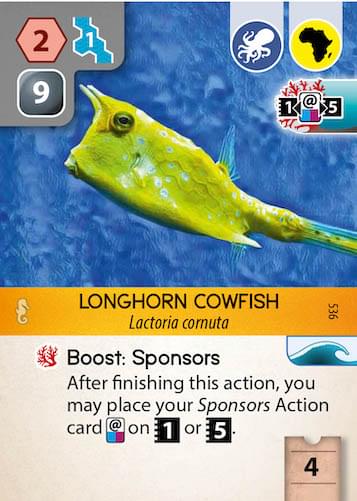 2
1
9
1 @ 5
LONGHORN COWFISH
Lactoria cornuta
536
Boost: Sponsors
After finishing this action, you
may place your Sponsors Action
card @ on 1 or 5.
4